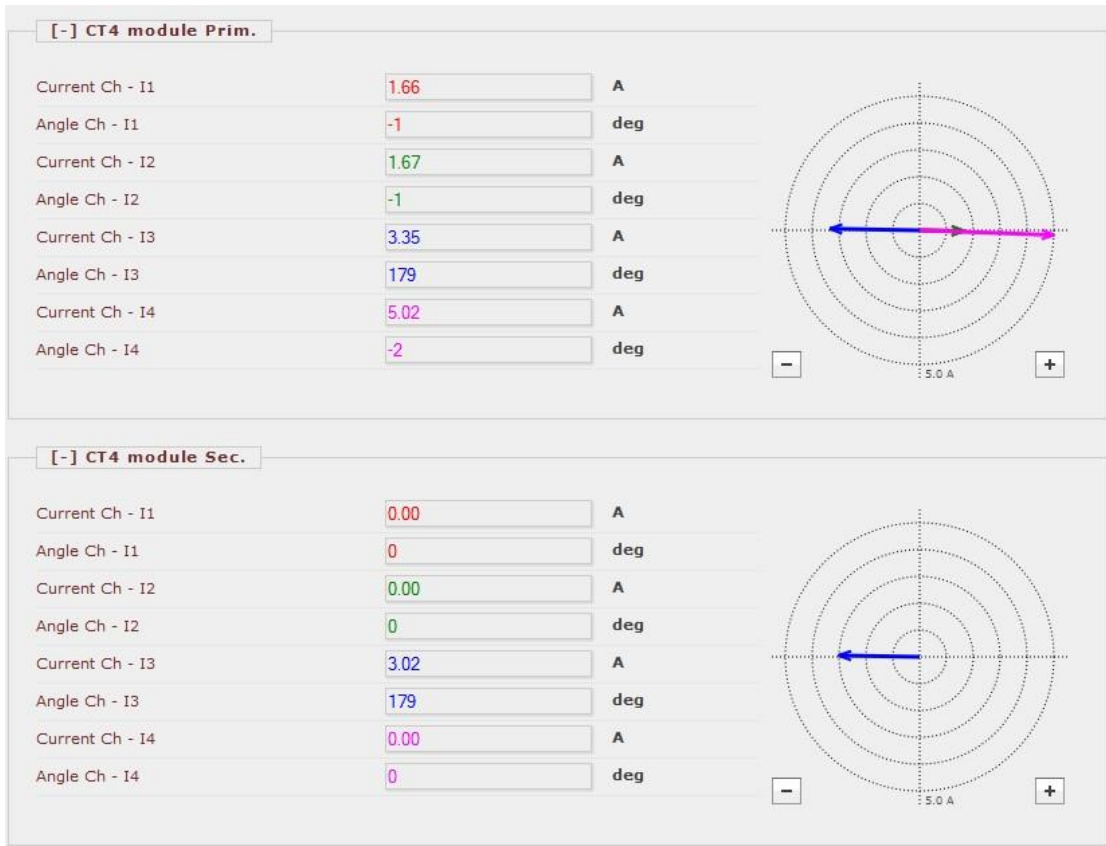 [-] CT4 module Prim.
Current Ch - I1 1.66 A
Angle Ch - I1 -1 deg
Current Ch - I2 1.67 A
Angle Ch - I2 -1 deg
Current Ch - I3 3.35 A
Angle Ch - I3 179 deg
Current Ch - I4 5.02 A
Angle Ch - I4 -2 deg
- 5.0 A +
[-] CT4 module Sec.
Current Ch - I1 0.00 A
Angle Ch - I1 0 deg
Current Ch - I2 0.00 A
Angle Ch - I2 0 deg
Current Ch - I3 3.02 A
Angle Ch - I3 179 deg
Current Ch - I4 0.00 A
Angle Ch - I4 0 deg
- 5.0 A +